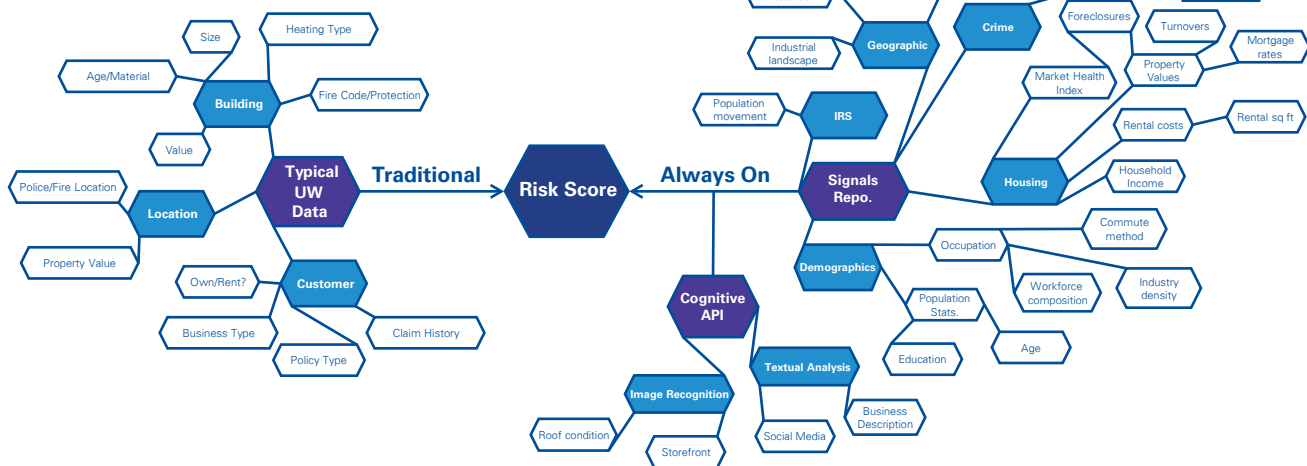 Heating Type
Size
Age/Material
Building
Fire Code/Protection
Value
Typical
UW
Data
Traditional
Police/Fire Location
Location
Property Value
Own/Rent?
Customer
Business Type
Claim History
Policy Type
Risk Score
Always On
Signals
Repo.
Geographic
Industrial
landscape
Crime
Population
movement
IRS
Foreclosures
Turnovers
Mortgage
rates
Property
Values
Market Health
Index
Rental costs
Rental sq ft
Housing
Household
Income
Demographics
Occupation
Commute
method
Workforce
composition
Industry
density
Population
Stats.
Age
Education
Cognitive
API
Textual Analysis
Image Recognition
Business
Description
Social Media
Roof condition
Storefront